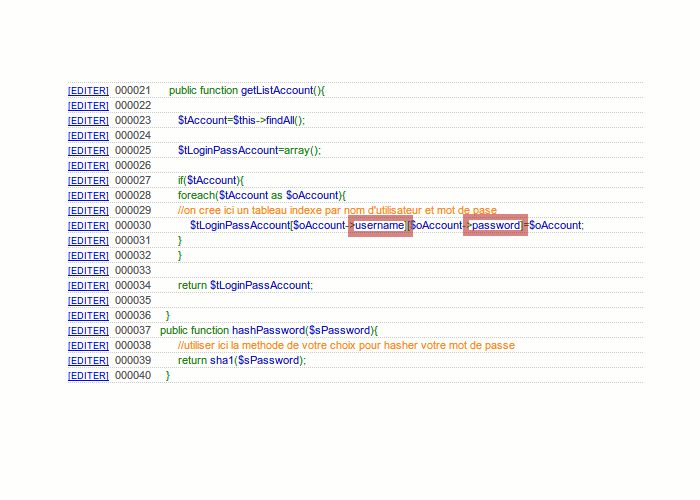 [EDITER] 000021 public function getListAccount(){
[EDITER] 000022
[EDITER] 000023 $tAccount=$this->findAll();
[EDITER] 000024
[EDITER] 000025 $tLoginPassAccount=array();
[EDITER] 000026
[EDITER] 000027 if($tAccount){
[EDITER] 000028 foreach($tAccount as $oAccount){
[EDITER] 000029 //on cree ici un tableau indexe par nom d'utilisateur et mot de pase
[EDITER] 000030 $tLoginPassAccount[$oAccount->username][$oAccount->password]=$oAccount;
[EDITER] 000031 }
[EDITER] 000032 }
[EDITER] 000033
[EDITER] 000034 return $tLoginPassAccount;
[EDITER] 000035
[EDITER] 000036 }
[EDITER] 000037 public function hashPassword($sPassword){
[EDITER] 000038 //utiliser ici la methode de votre choix pour hasher votre mot de passe
[EDITER] 000039 return sha1($sPassword);
[EDITER] 000040 }